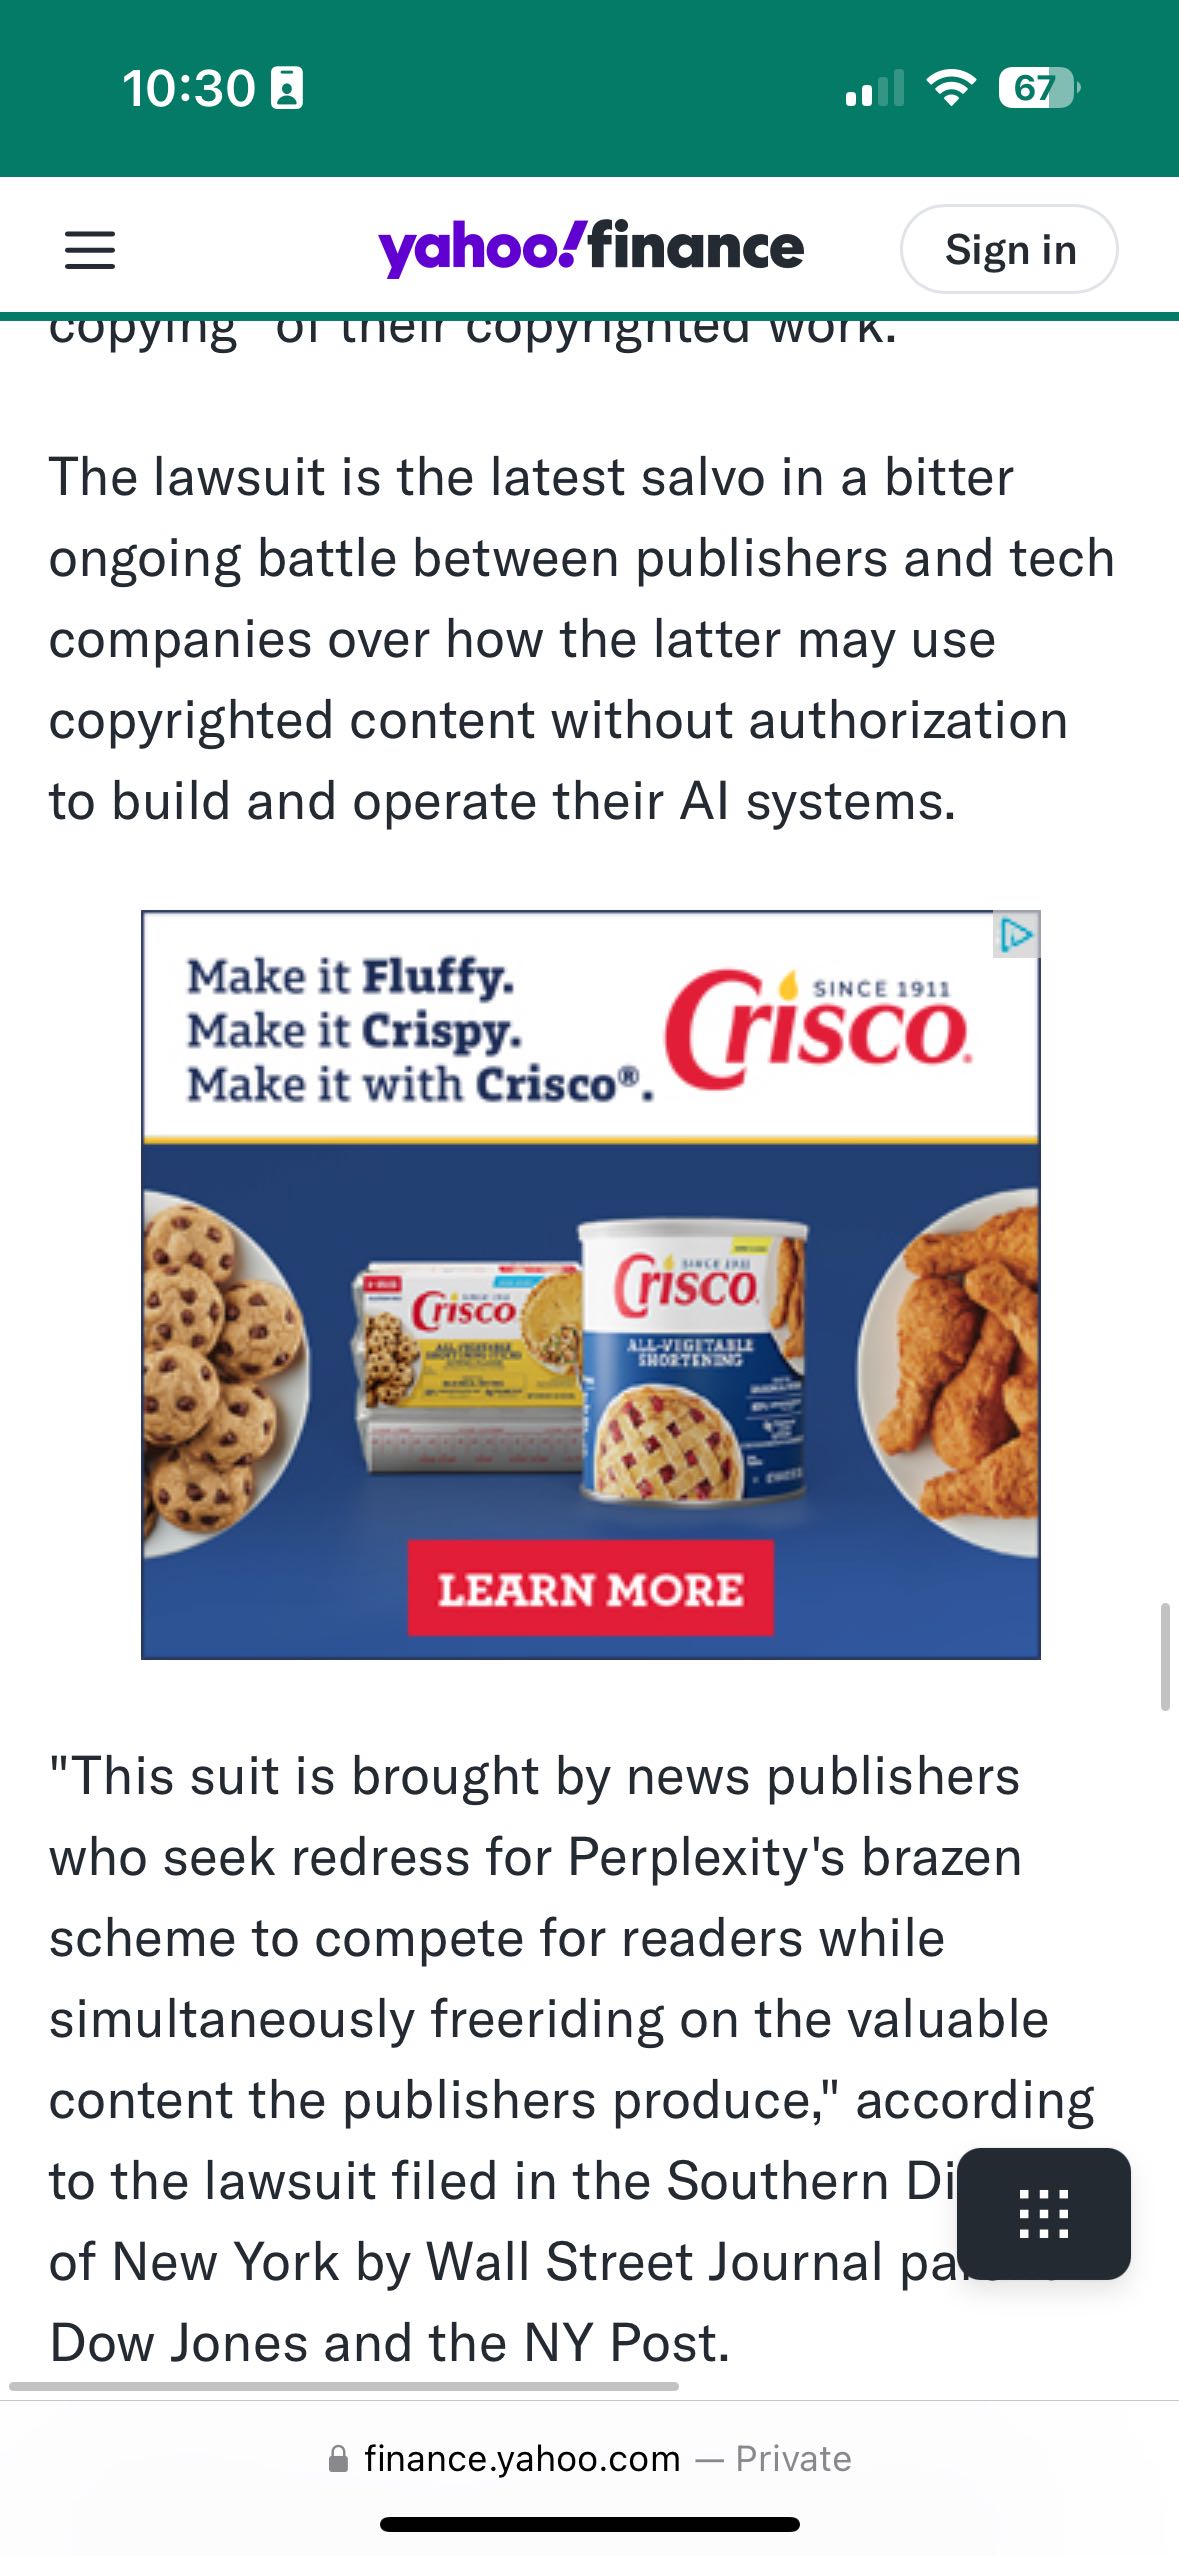 10:30
67
yahoo!finance
Sign in
copying" of their copyrighted work.
The lawsuit is the latest salvo in a bitter
ongoing battle between publishers and tech
companies over how the latter may use
copyrighted content without authorization
to build and operate their AI systems.
Make it Fluffy.
Make it Crispy.
Make it with Crisco®.
SINCE 1911
Crisco
Crisco
SINCE 1911
Crisco
ALL-VEGETABLE
SHORTENING
LEARN MORE
"This suit is brought by news publishers
who seek redress for Perplexity's brazen
scheme to compete for readers while
simultaneously freeriding on the valuable
content the publishers produce," according
to the lawsuit filed in the Southern Di
of New York by Wall Street Journal pa
Dow Jones and the NY Post.
finance.yahoo.com — Private